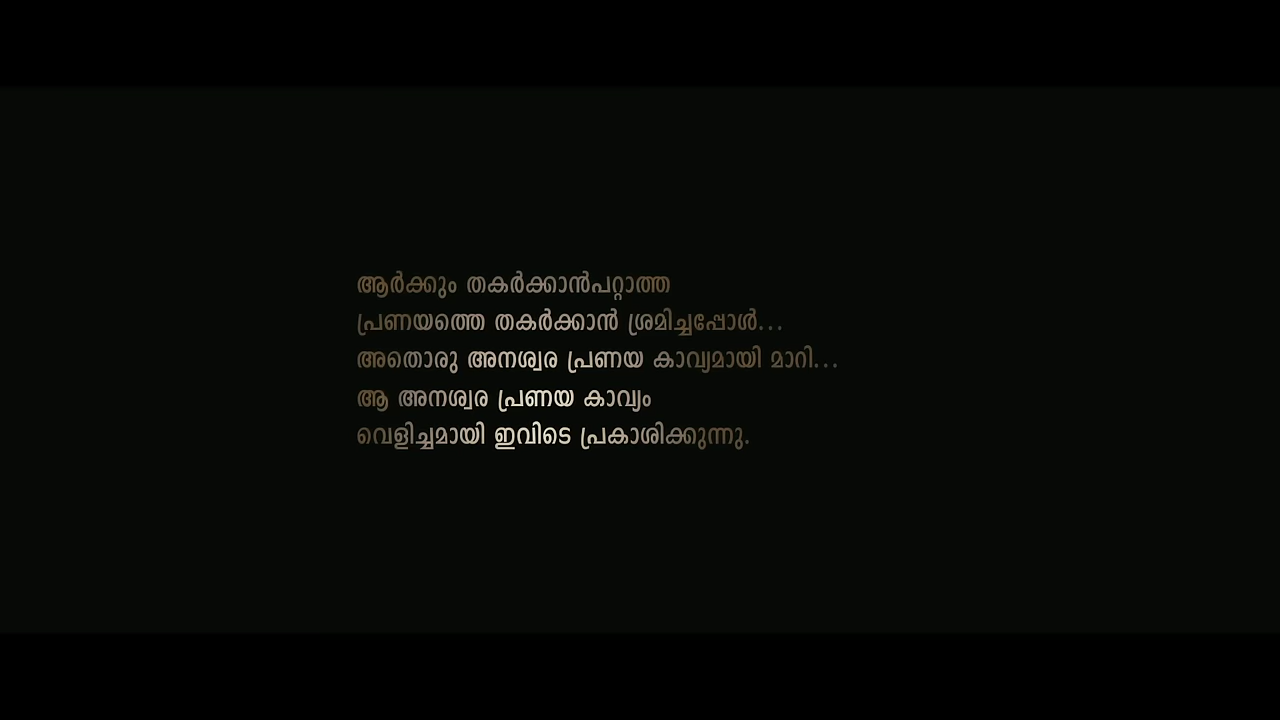 ആർക്കും തകർക്കാൻപറ്റാത്ത
പ്രണയത്തെ തകർക്കാൻ ശ്രമിച്ചപ്പോൾ...
അതൊരു അനശ്വര പ്രണയ കാവ്യമായി മാറി...
ആ അനശ്വര പ്രണയ കാവ്യം
വെളിച്ചമായി ഇവിടെ പ്രകാശിക്കുന്നു.